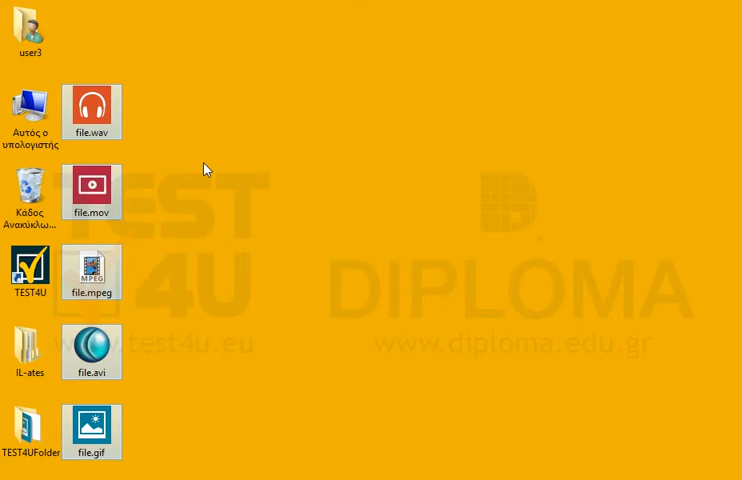 user3
Αυτός ο
υπολογιστής
file.wav
Κάδος
Ανακύκλω...
file.mov
TEST4U
file.mpeg
IL-ates
file.avi
TEST4UFolder
file.gif
TEST
4U
www.test4u.eu
DIPLOMA
www.diploma.edu.gr
MPEG